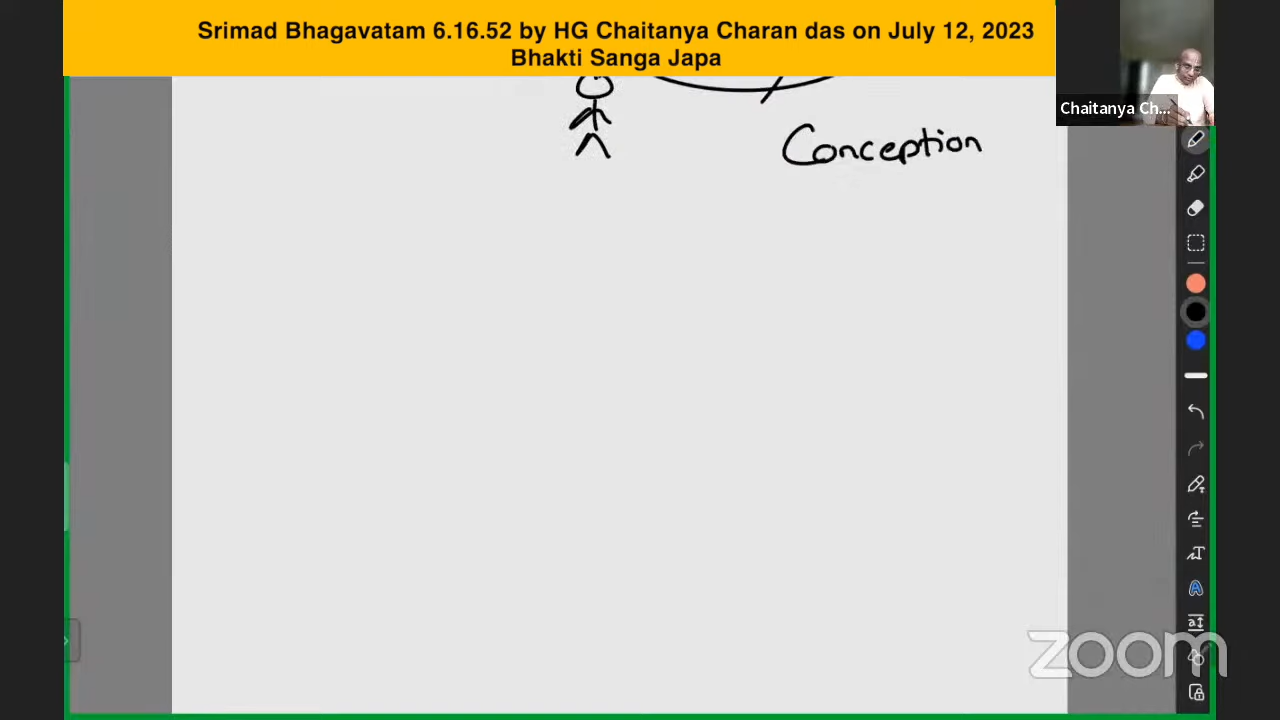 Srimad Bhagavatam 6.16.52 by HG Chaitanya Charan das on July 12, 2023
Bhakti Sanga Japa
Chaitanya Ch...
Conception
zoom